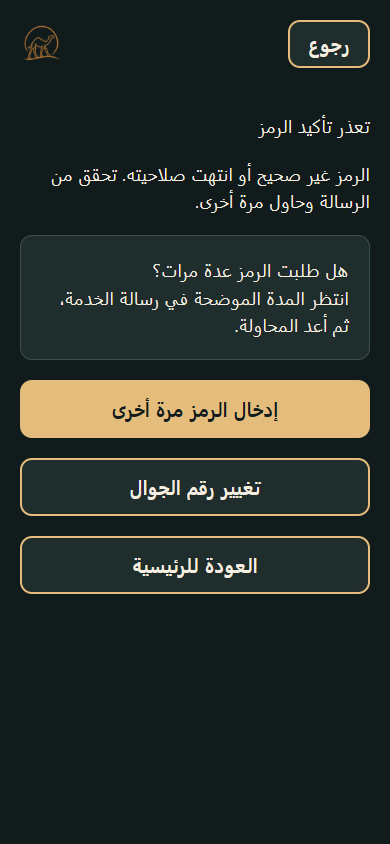 رجوع
تعذر تأكيد الرمز
الرمز غير صحيح أو انتهت صلاحيته. تحقق من
الرسالة وحاول مرة أخرى.
هل طلبت الرمز عدة مرات؟
انتظر المدة الموضحة في رسالة الخدمة،
ثم أعد المحاولة.
إدخال الرمز مرة أخرى
تغيير رقم الجوال
العودة للرئيسية